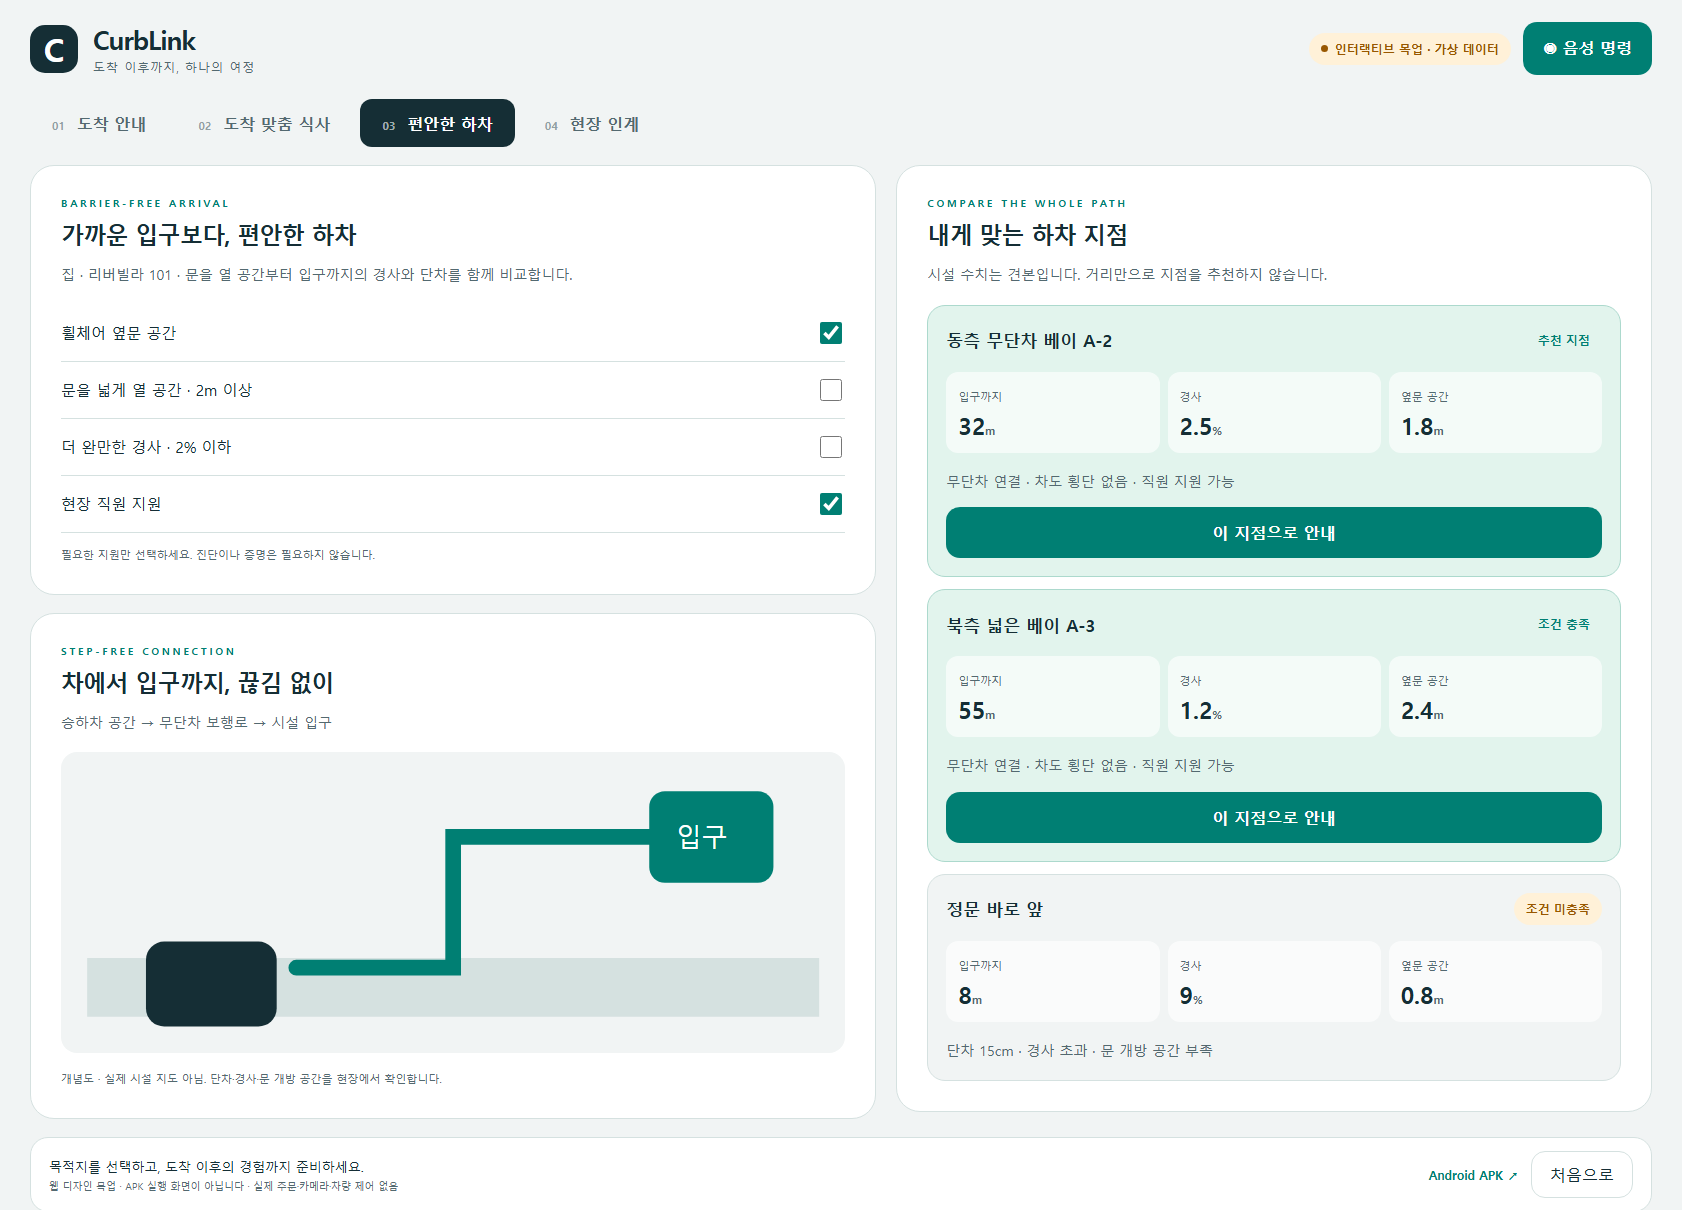 C
CurbLink
도착 이후까지, 하나의 여정
인터랙티브 목업 · 가상 데이터
음성 명령
01 도착 안내
02 도착 맞춤 식사
03 편안한 하차
04 현장 인계
BARRIER-FREE ARRIVAL
가까운 입구보다, 편안한 하차
집 · 리버빌라 101 · 문을 열 공간부터 입구까지의 경사와 단차를 함께 비교합니다.
휠체어 옆문 공간
문을 넓게 열 공간 · 2m 이상
더 완만한 경사 · 2% 이하
현장 직원 지원
필요한 지원만 선택하세요. 진단이나 증명은 필요하지 않습니다.
STEP-FREE CONNECTION
차에서 입구까지, 끊김 없이
승하차 공간 → 무단차 보행로 → 시설 입구
입구
개념도 · 실제 시설 지도 아님. 단차·경사·문 개방 공간을 현장에서 확인합니다.
COMPARE THE WHOLE PATH
내게 맞는 하차 지점
시설 수치는 견본입니다. 거리만으로 지점을 추천하지 않습니다.
동측 무단차 베이 A-2
추천 지점
입구까지
32m
경사
2.5%
옆문 공간
1.8m
무단차 연결 · 차도 횡단 없음 · 직원 지원 가능
이 지점으로 안내
북측 넓은 베이 A-3
조건 충족
입구까지
55m
경사
1.2%
옆문 공간
2.4m
무단차 연결 · 차도 횡단 없음 · 직원 지원 가능
이 지점으로 안내
정문 바로 앞
조건 미충족
입구까지
8m
경사
9%
옆문 공간
0.8m
단차 15cm · 경사 초과 · 문 개방 공간 부족
목적지를 선택하고, 도착 이후의 경험까지 준비하세요.
웹 디자인 목업 · APK 실행 화면이 아닙니다 · 실제 주문·카메라·차량 제어 없음
Android APK ↗
처음으로